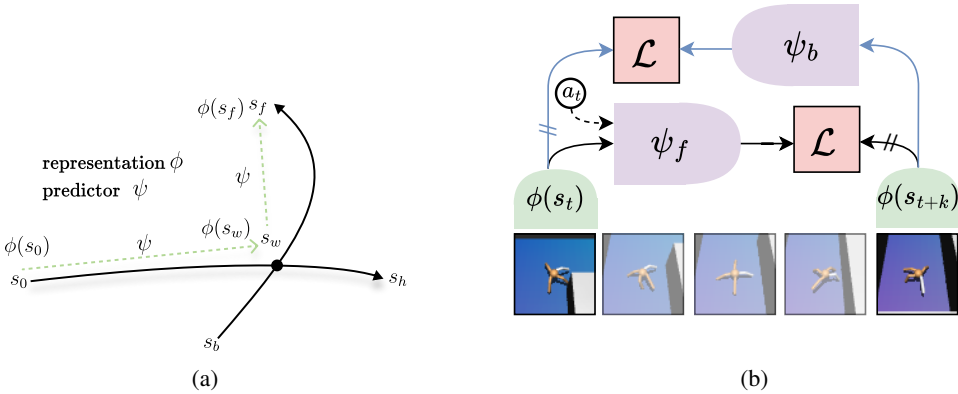 ϕ(s_f) s_f
representation ϕ
predictor ψ
ψ
ϕ(s_0)
ψ
ϕ(s_w)
s_w
s_0
s_h
s_b
(a)
ℒ
ψ_b
a_t
ψ_f
ℒ
ϕ(s_t)
ϕ(s_{t+k})
(b)